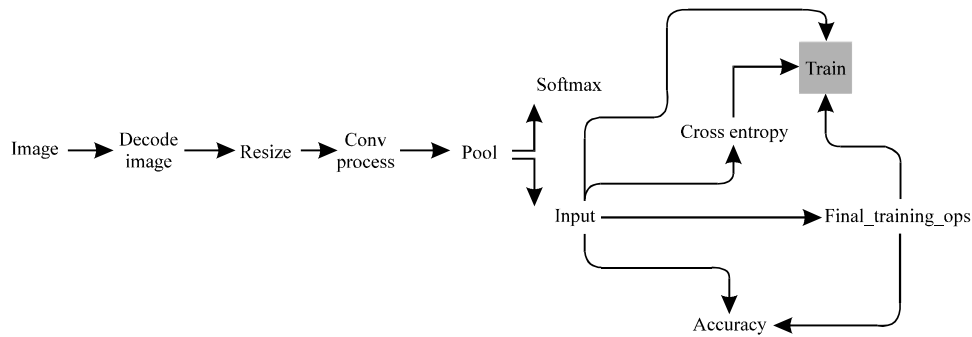 Image
Decode
image
Resize
Conv
process
Pool
Softmax
Input
Cross entropy
Train
Final_training_ops
Accuracy